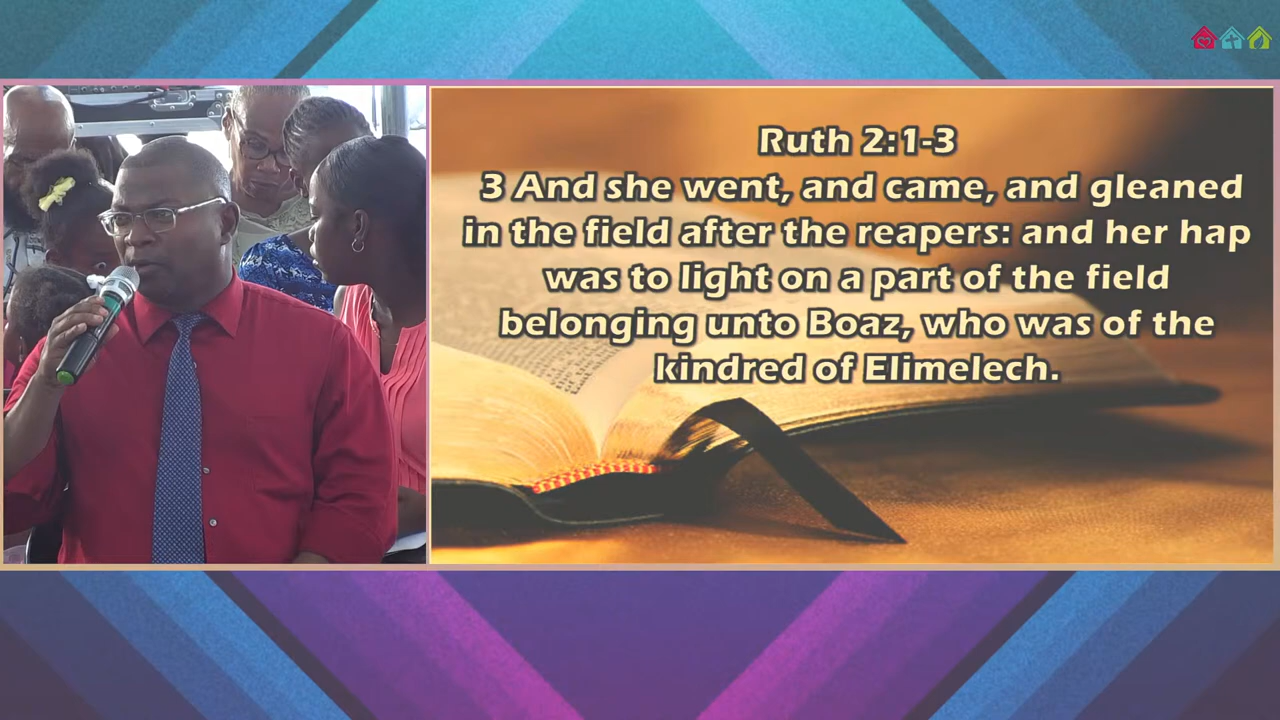 Ruth 2:1-3
3 And she went, and came, and gleaned
in the field after the reapers: and her hap
was to light on a part of the field
belonging unto Boaz, who was of the
kindred of Elimelech.